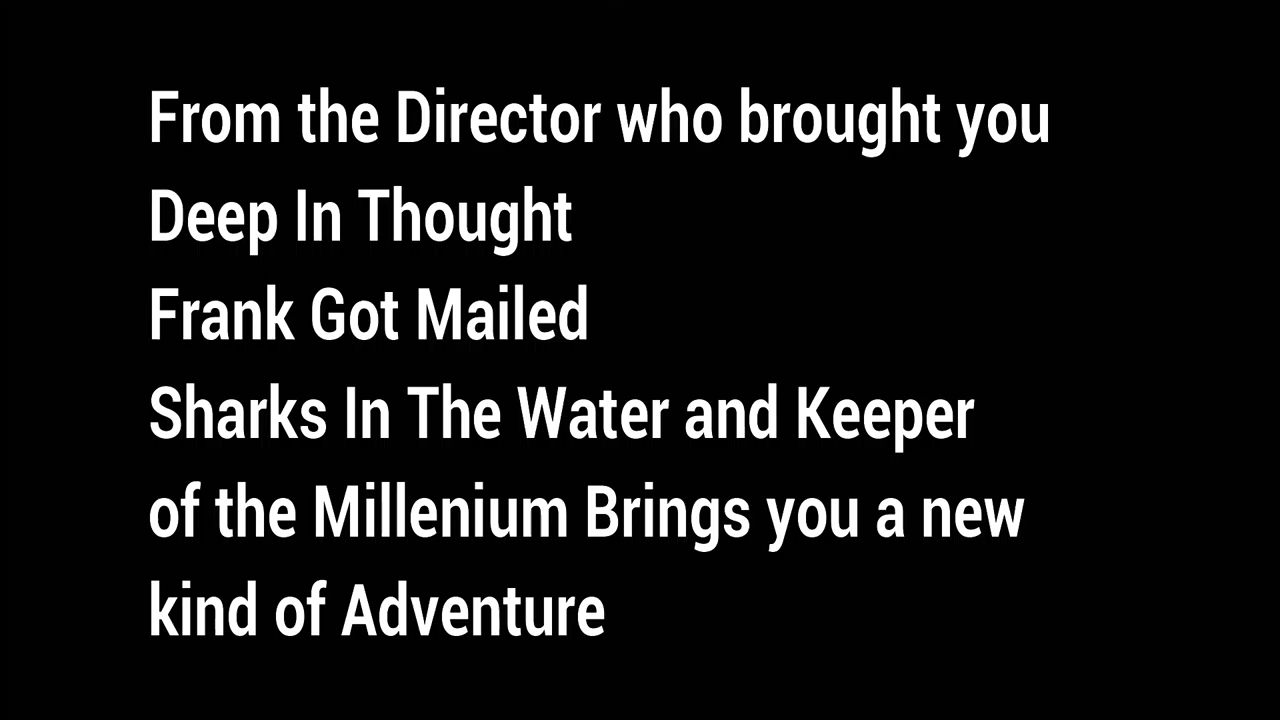 From the Director who brought you
Deep In Thought
Frank Got Mailed
Sharks In The Water and Keeper
of the Millenium Brings you a new
kind of Adventure